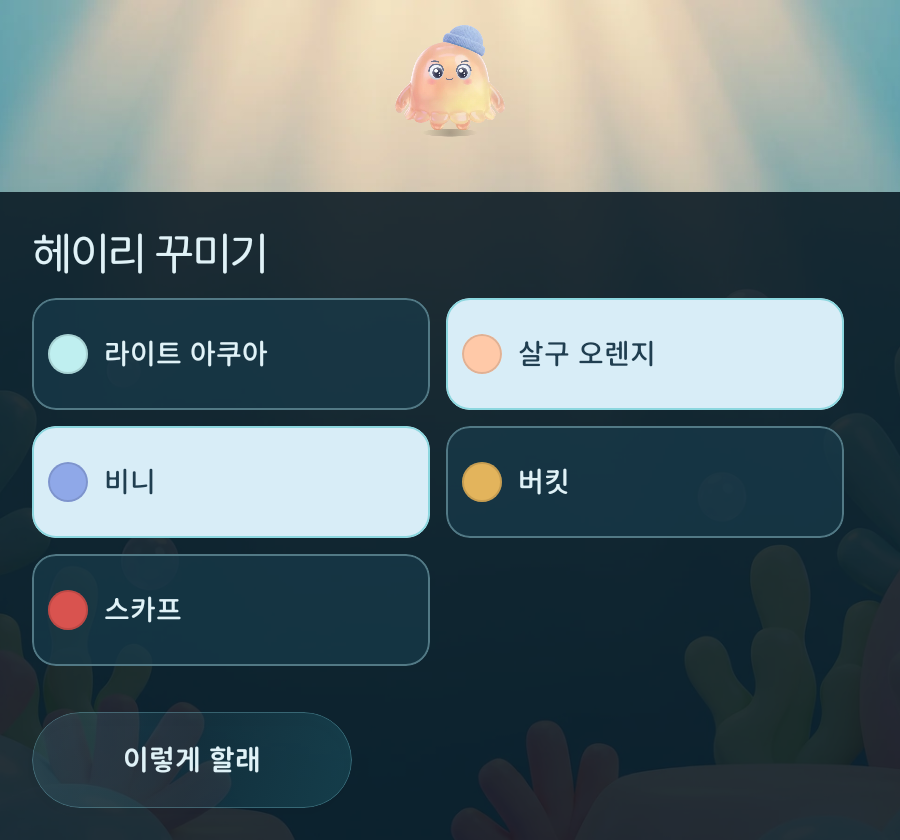 헤이리 꾸미기
라이트 아쿠아
살구 오렌지
비니
버킷
스카프
이렇게 할래